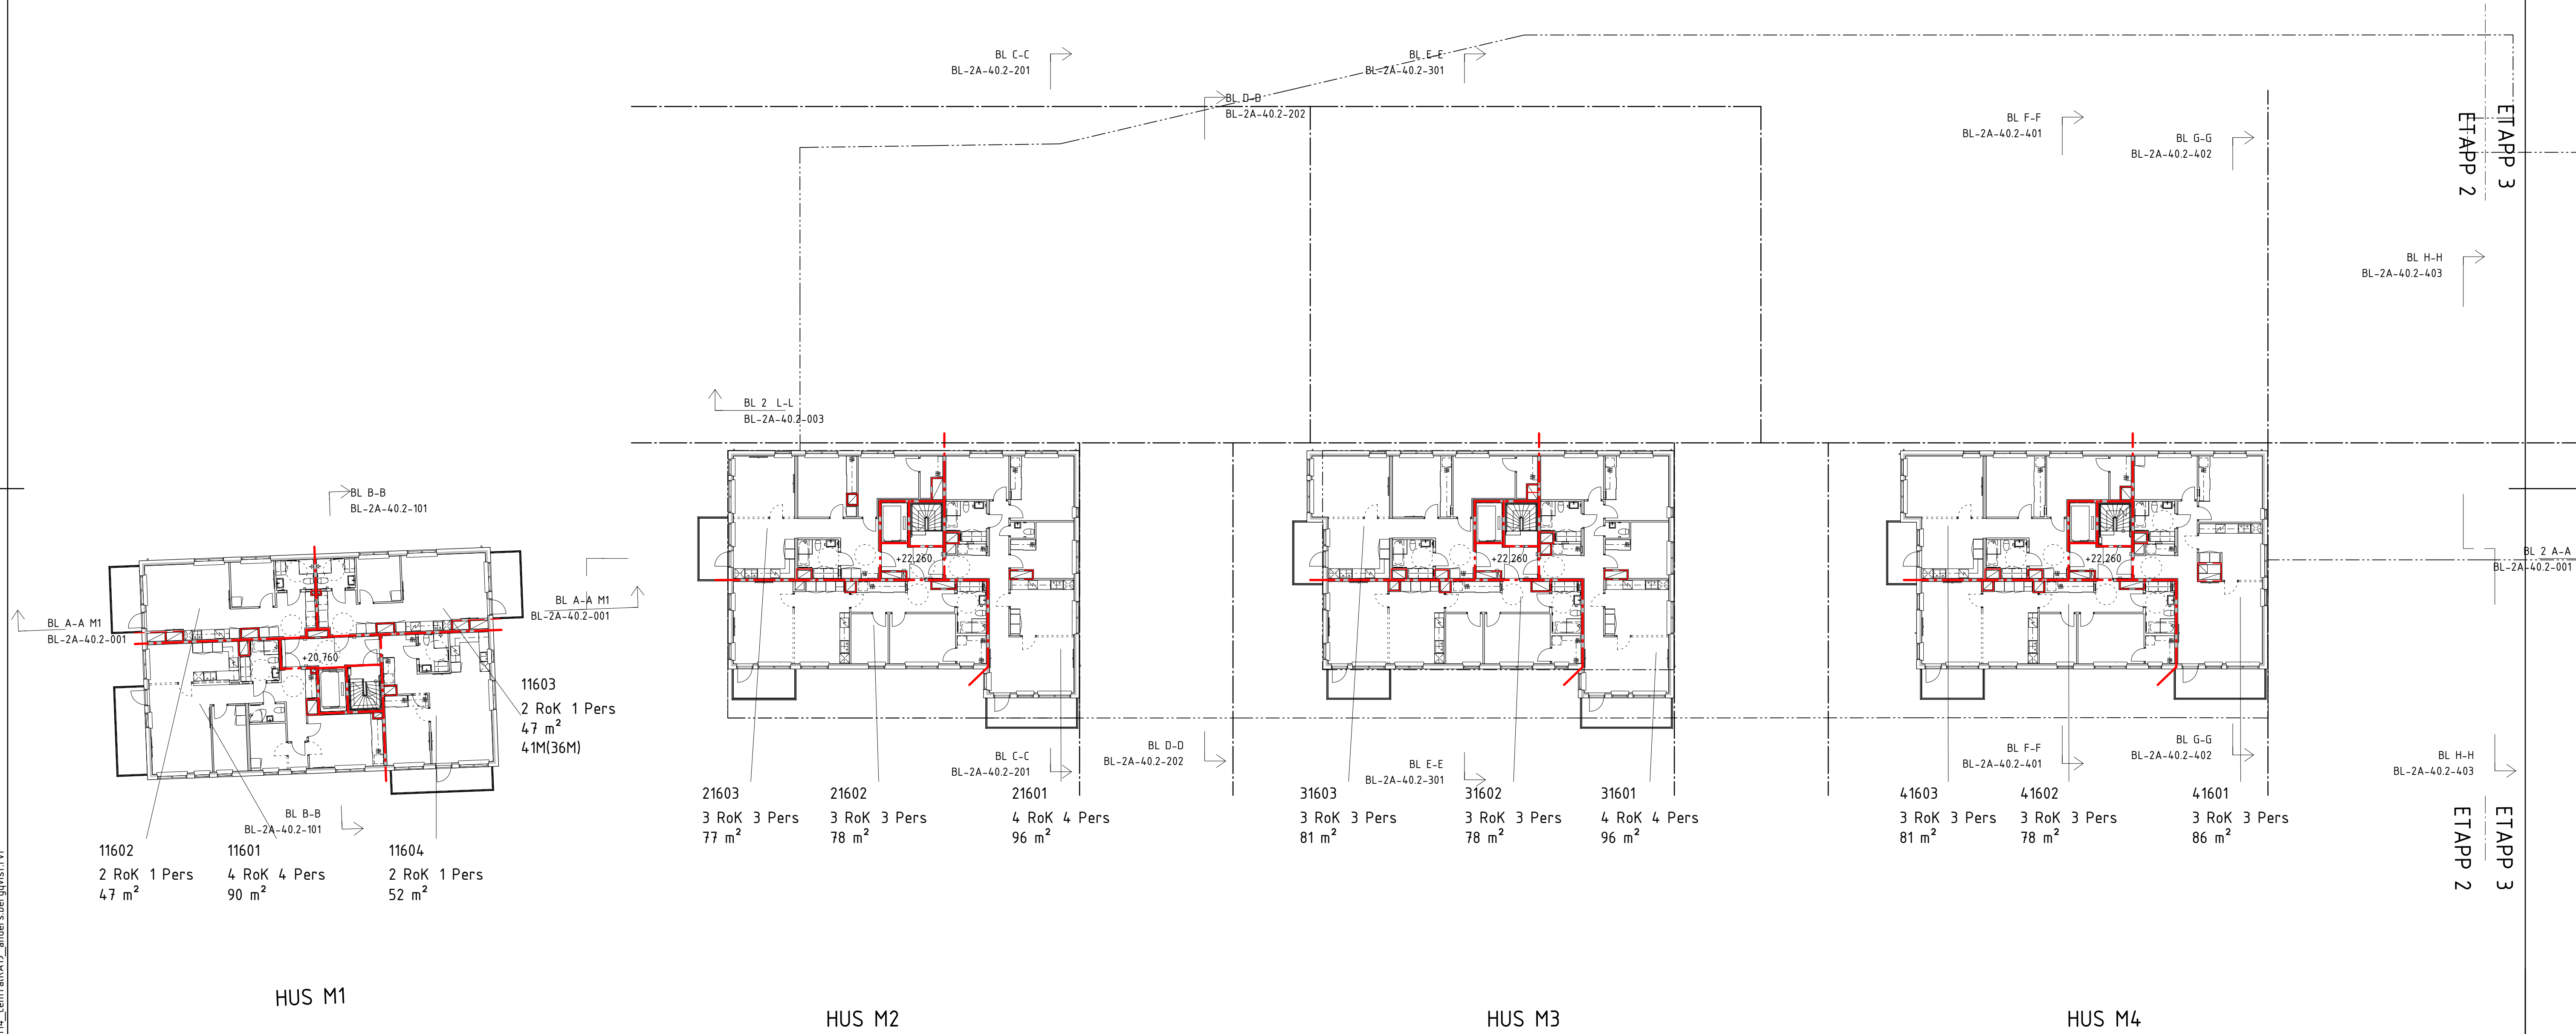 BL C-C
BL-2A-40.2-201
BL E-E
BL-2A-40.2-301
BL D-D
BL-2A-40.2-202
BL F-F
BL-2A-40.2-401
BL G-G
BL-2A-40.2-402
ETAPP 2
ETAPP 3
BL H-H
BL-2A-40.2-403
BL 2 L-L
BL-2A-40.2-003
BL B-B
BL-2A-40.2-101
BL A-A M1
BL-2A-40.2-001
BL A-A M1
BL-2A-40.2-001
BL 2 A-A
BL-2A-40.2-001
+20,760
+22,260
+22,260
+22,260
11603
2 RoK 1 Pers
47 m²
41M(36M)
BL B-B
BL-2A-40.2-101
BL C-C
BL-2A-40.2-201
BL D-D
BL-2A-40.2-202
BL E-E
BL-2A-40.2-301
BL F-F
BL-2A-40.2-401
BL G-G
BL-2A-40.2-402
BL H-H
BL-2A-40.2-403
11602
2 RoK 1 Pers
47 m²
11601
4 RoK 4 Pers
90 m²
11604
2 RoK 1 Pers
52 m²
21603
3 RoK 3 Pers
77 m²
21602
3 RoK 3 Pers
78 m²
21601
4 RoK 4 Pers
96 m²
31603
3 RoK 3 Pers
81 m²
31602
3 RoK 3 Pers
78 m²
31601
4 RoK 4 Pers
96 m²
41603
3 RoK 3 Pers
81 m²
41602
3 RoK 3 Pers
78 m²
41601
3 RoK 3 Pers
86 m²
ETAPP 2
ETAPP 3
HUS M1
HUS M2
HUS M3
HUS M4